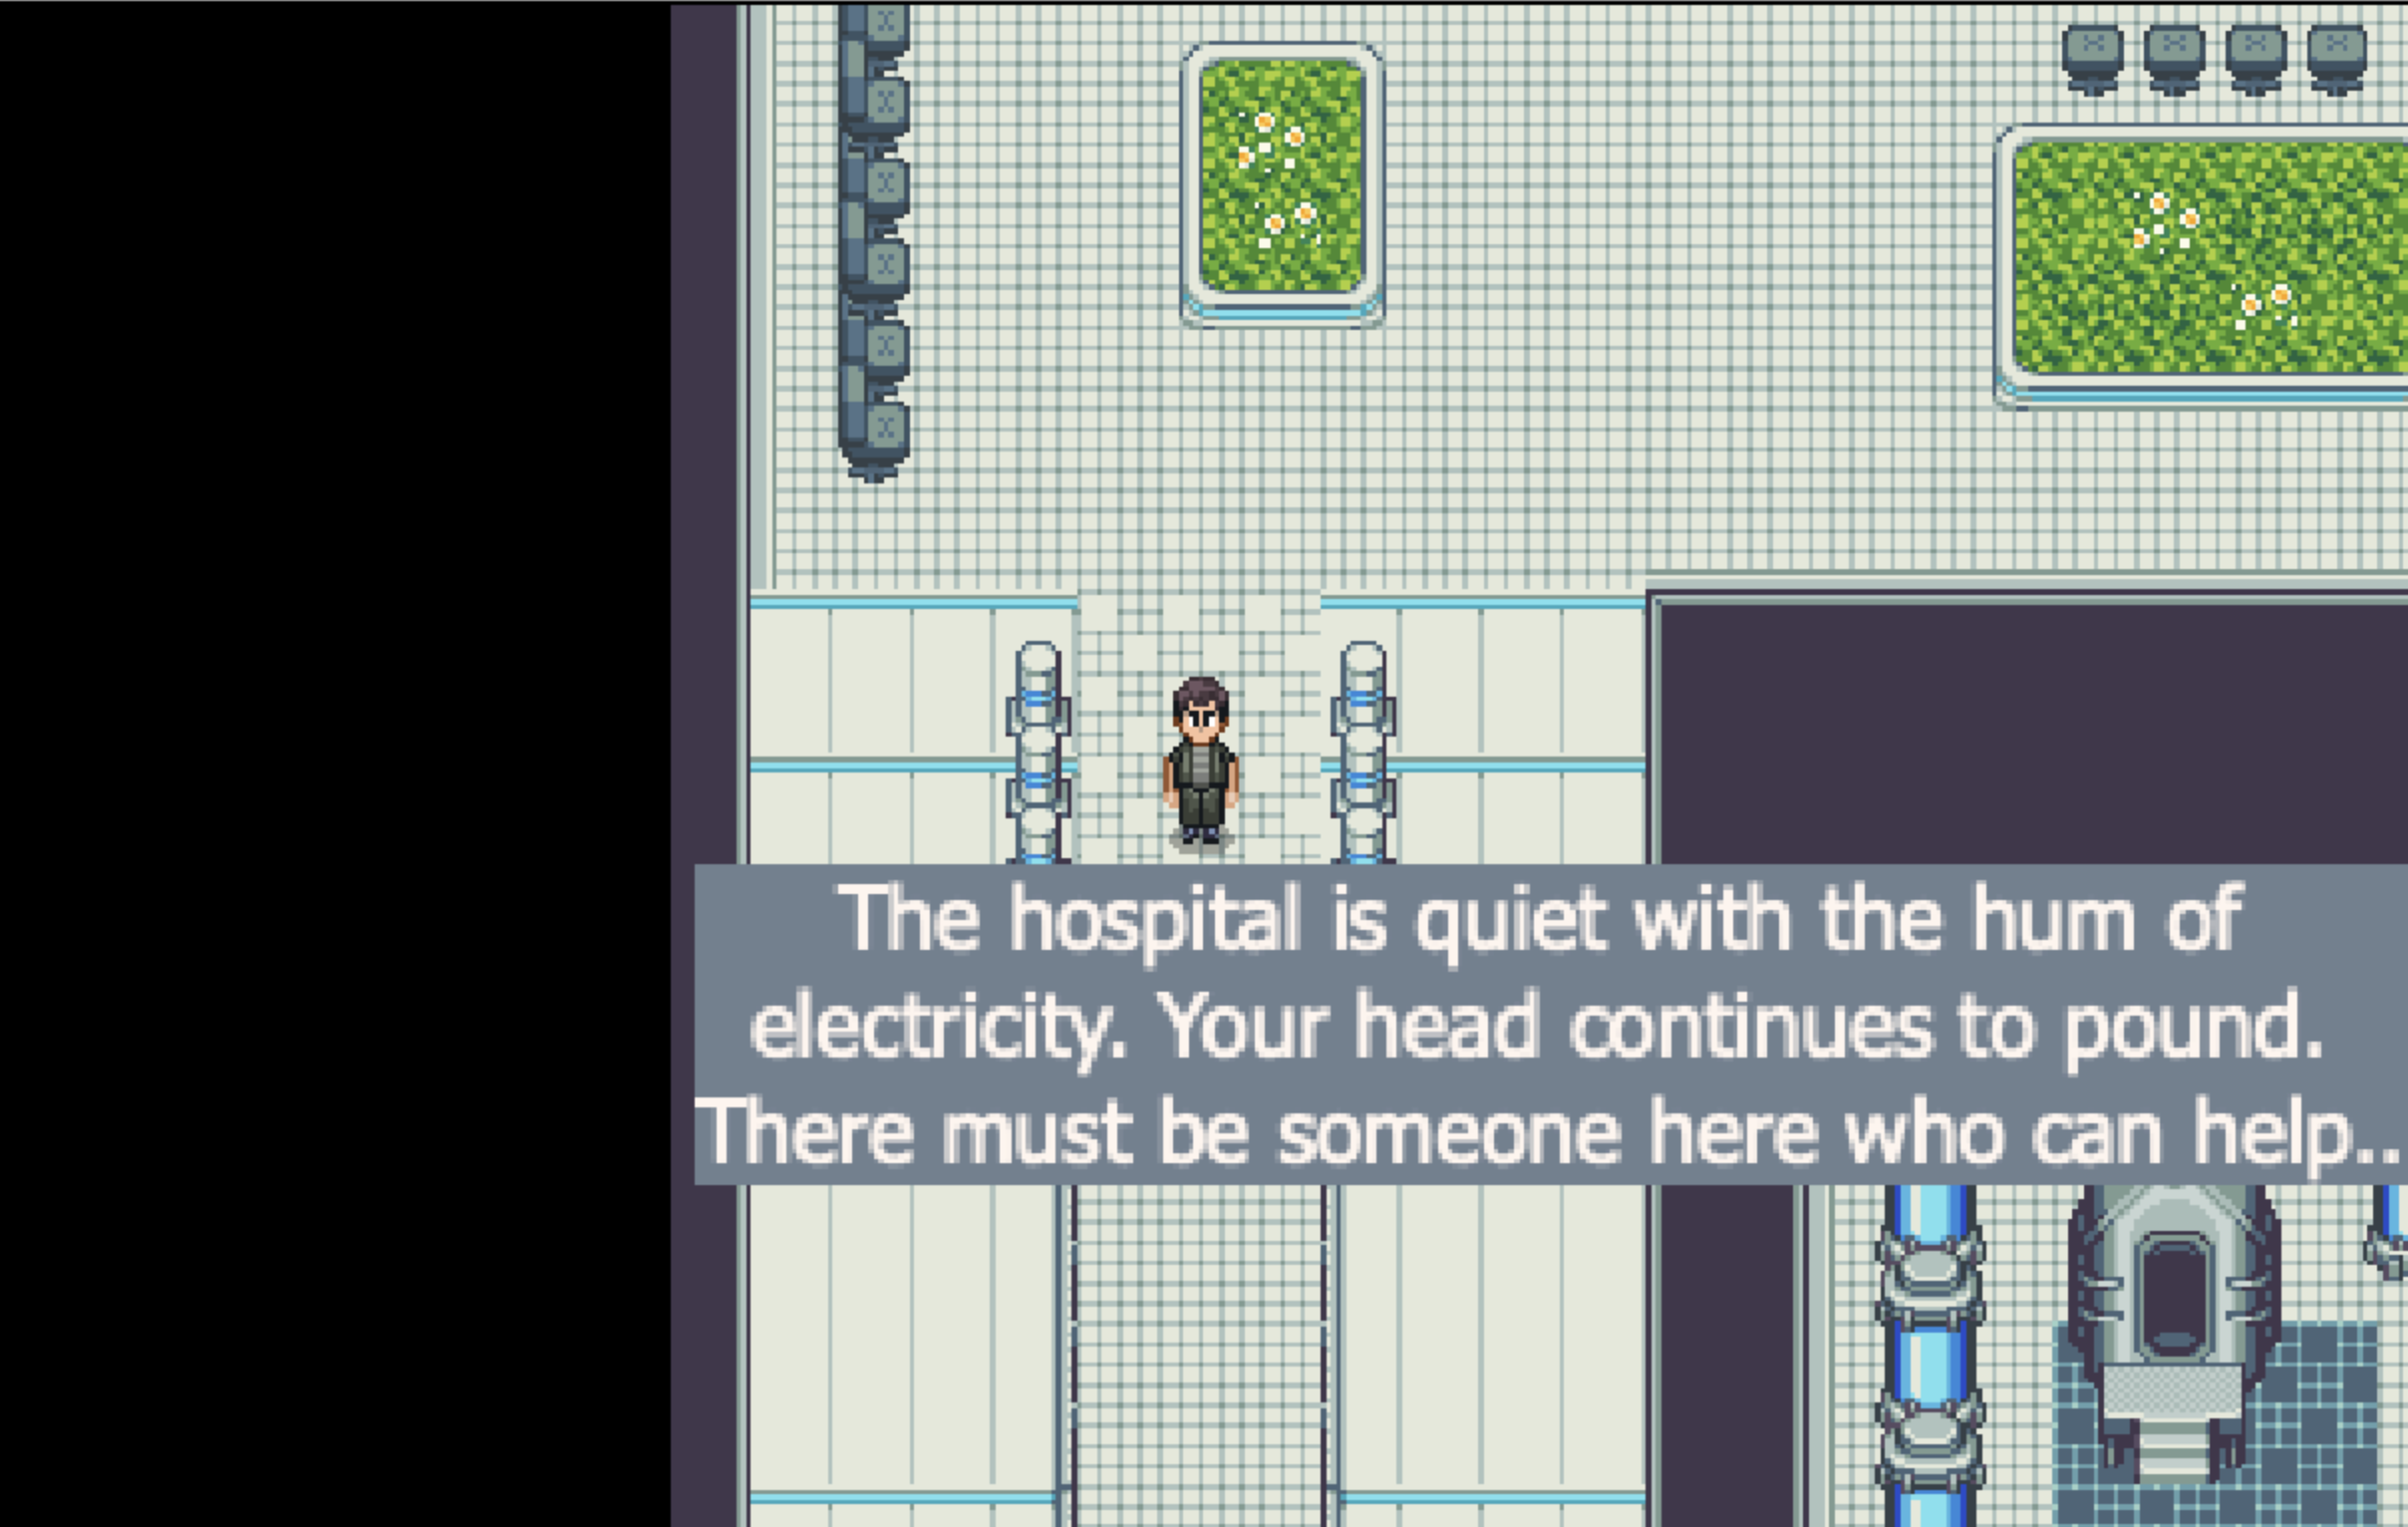 The hospital is quiet with the hum of
electricity. Your head continues to pound.
There must be someone here who can help..